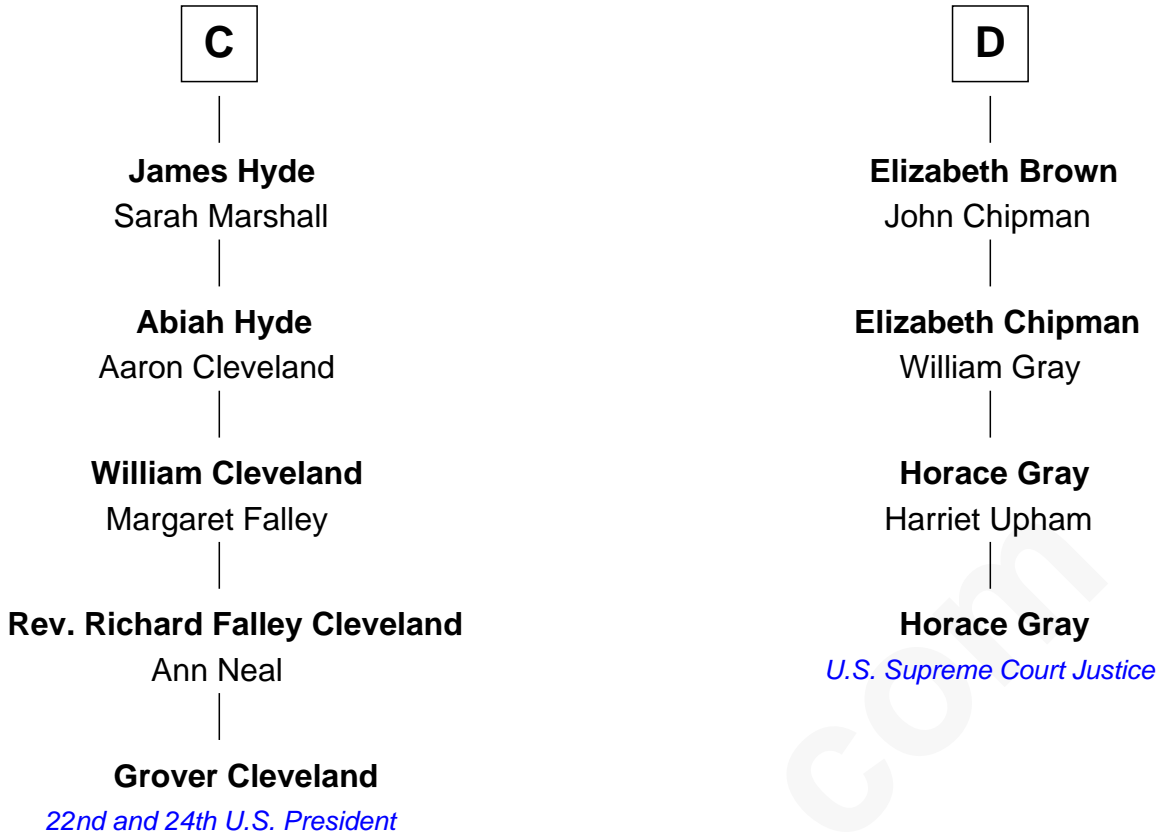 C
James Hyde
Sarah Marshall
Abiah Hyde
Aaron Cleveland
William Cleveland
Margaret Falley
Rev. Richard Falley Cleveland
Ann Neal
Grover Cleveland
22nd and 24th U.S. President
D
Elizabeth Brown
John Chipman
Elizabeth Chipman
William Gray
Horace Gray
Harriet Upham
Horace Gray
U.S. Supreme Court Justice
com